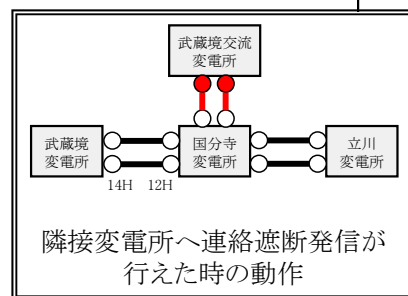 武蔵境交流
変電所
武蔵境
変電所
国分寺
変電所
立川
変電所
14H
12H
隣接変電所へ連絡遮断発信が
行えた時の動作